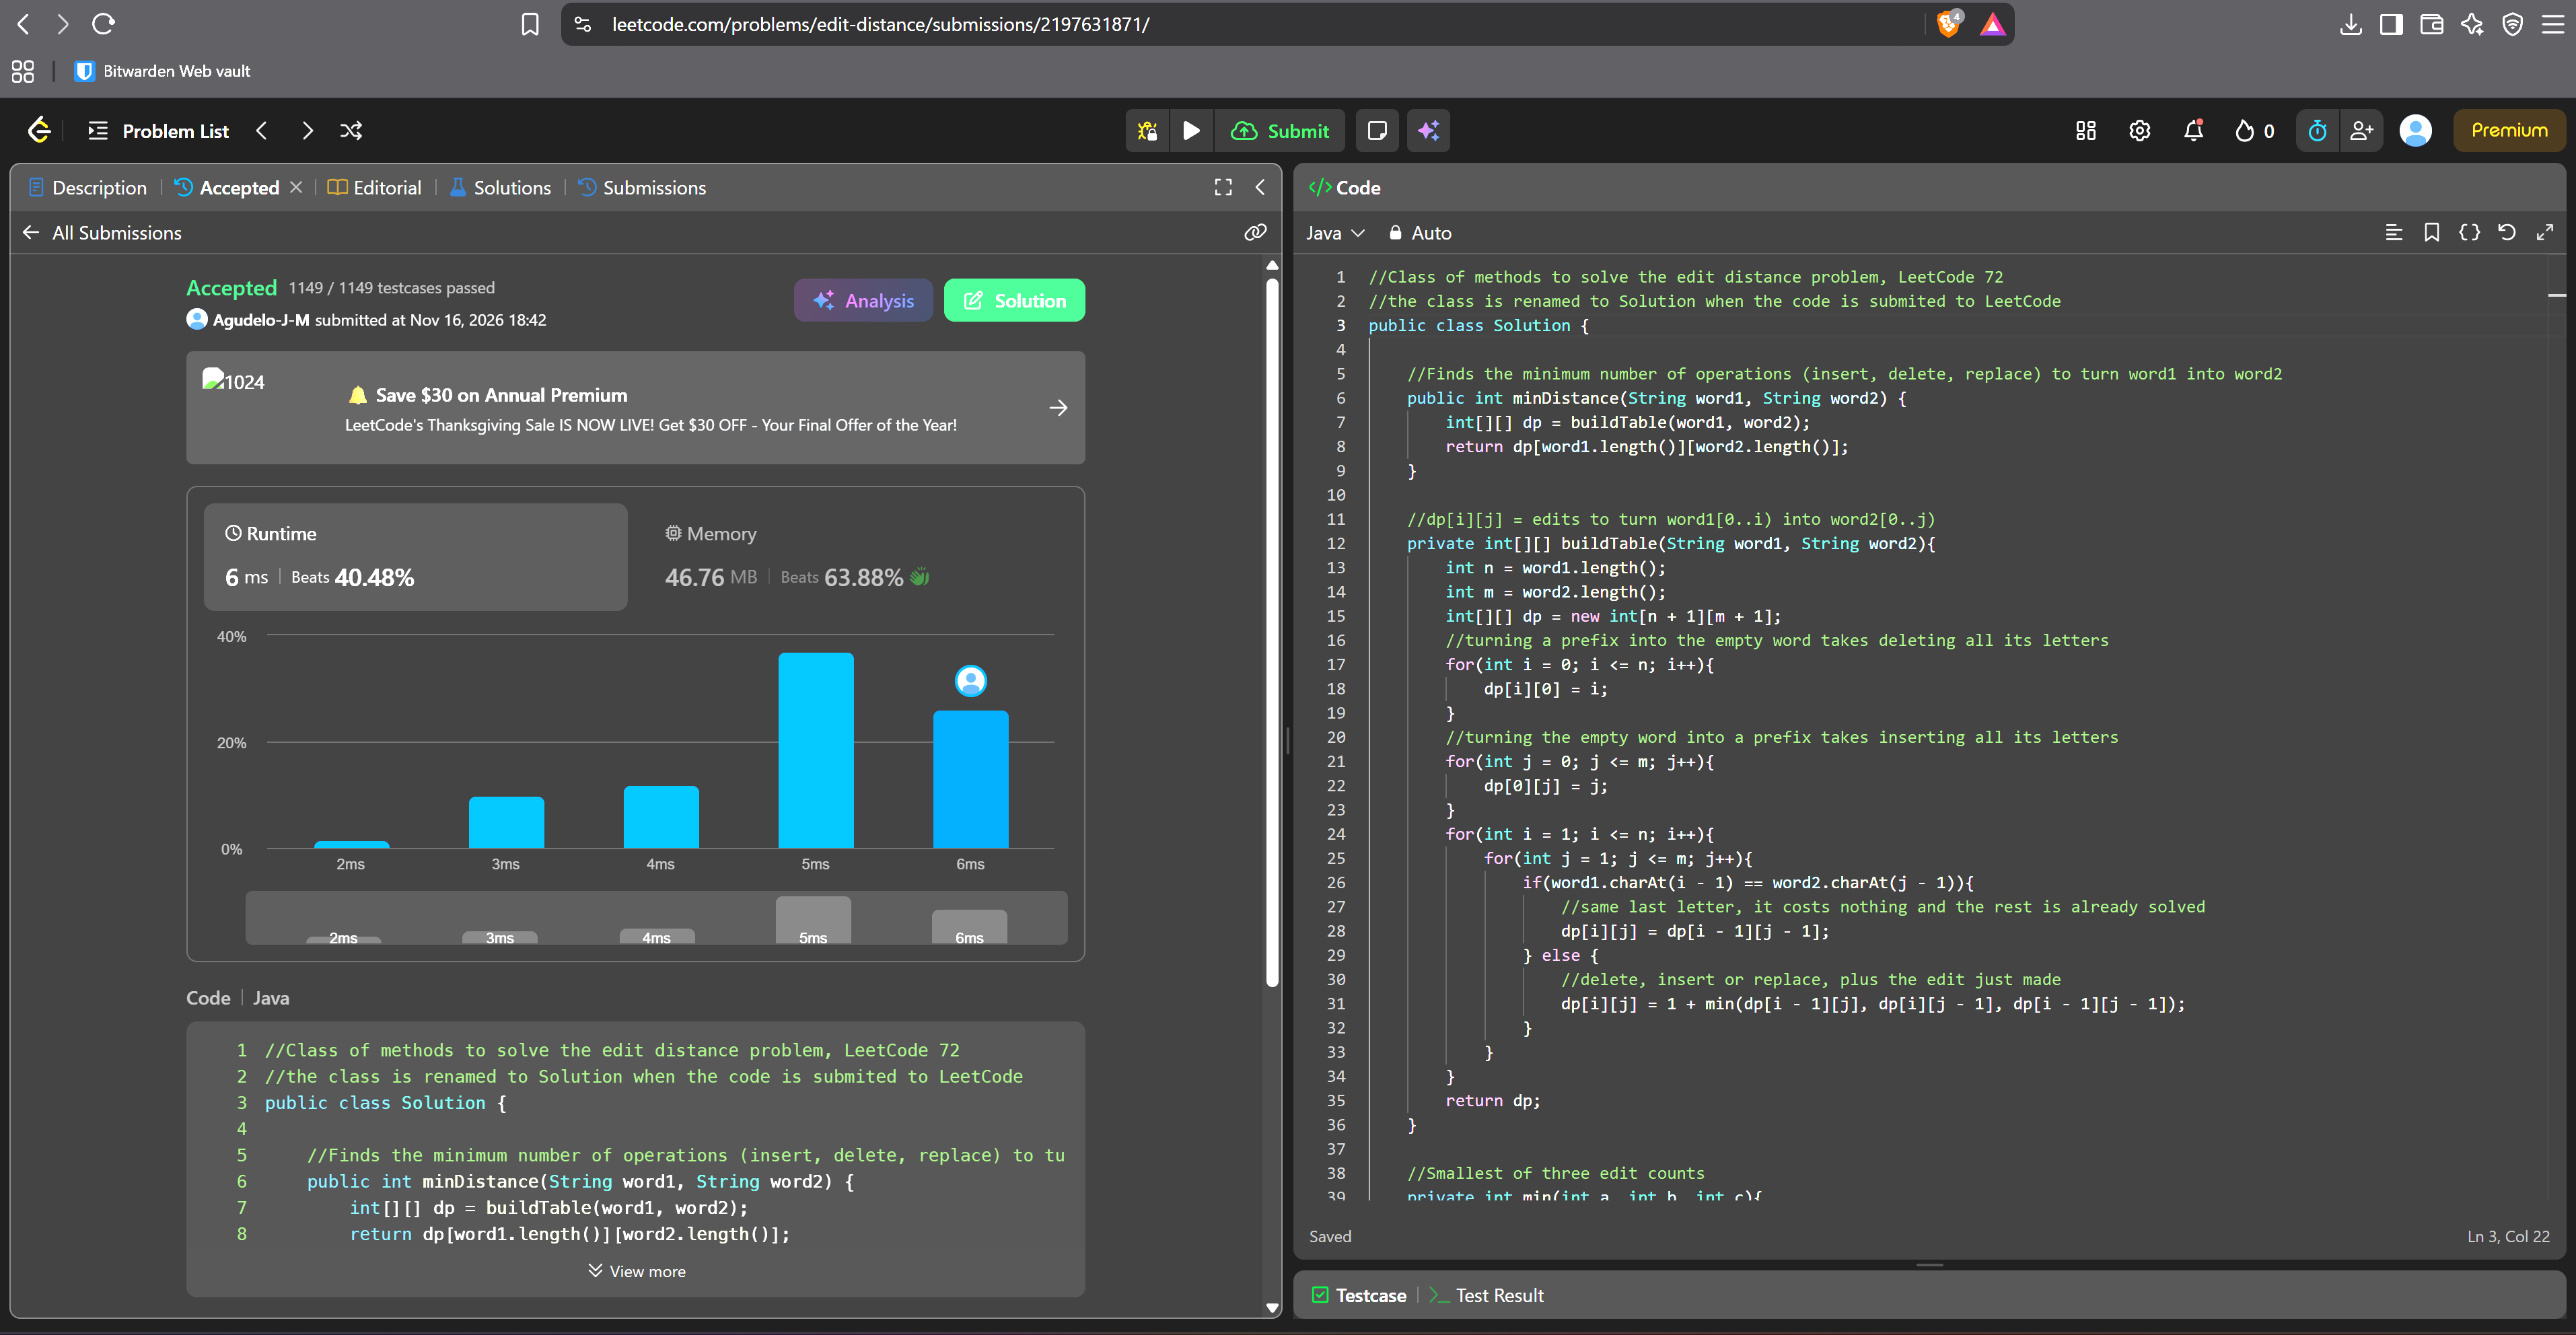 leetcode.com/problems/edit-distance/submissions/2197631871/
4
Bitwarden Web vault
Problem List
Submit
0
Premium
Description
Accepted
Editorial
Solutions
Submissions
All Submissions
Accepted 1149 / 1149 testcases passed
Agudelo-J-M submitted at Nov 16, 2026 18:42
Analysis
Solution
1024
Save $30 on Annual Premium
LeetCode's Thanksgiving Sale IS NOW LIVE! Get $30 OFF - Your Final Offer of the Year!
Runtime
6 ms | Beats 40.48%
Memory
46.76 MB | Beats 63.88%
40%
20%
0%
2ms 3ms 4ms 5ms 6ms
2ms 3ms 4ms 5ms 6ms
Code | Java
1 //Class of methods to solve the edit distance problem, LeetCode 72
2 //the class is renamed to Solution when the code is submited to LeetCode
3 public class Solution {
4
5 //Finds the minimum number of operations (insert, delete, replace) to tu
6 public int minDistance(String word1, String word2) {
7 int[][] dp = buildTable(word1, word2);
8 return dp[word1.length()][word2.length()];
View more
</> Code
Java
Auto
1 //Class of methods to solve the edit distance problem, LeetCode 72
2 //the class is renamed to Solution when the code is submited to LeetCode
3 public class Solution {
4
5 //Finds the minimum number of operations (insert, delete, replace) to turn word1 into word2
6 public int minDistance(String word1, String word2) {
7 int[][] dp = buildTable(word1, word2);
8 return dp[word1.length()][word2.length()];
9 }
10
11 //dp[i][j] = edits to turn word1[0..i) into word2[0..j)
12 private int[][] buildTable(String word1, String word2){
13 int n = word1.length();
14 int m = word2.length();
15 int[][] dp = new int[n + 1][m + 1];
16 //turning a prefix into the empty word takes deleting all its letters
17 for(int i = 0; i <= n; i++){
18 dp[i][0] = i;
19 }
20 //turning the empty word into a prefix takes inserting all its letters
21 for(int j = 0; j <= m; j++){
22 dp[0][j] = j;
23 }
24 for(int i = 1; i <= n; i++){
25 for(int j = 1; j <= m; j++){
26 if(word1.charAt(i - 1) == word2.charAt(j - 1)){
27 //same last letter, it costs nothing and the rest is already solved
28 dp[i][j] = dp[i - 1][j - 1];
29 } else {
30 //delete, insert or replace, plus the edit just made
31 dp[i][j] = 1 + min(dp[i - 1][j], dp[i][j - 1], dp[i - 1][j - 1]);
32 }
33 }
34 }
35 return dp;
36 }
37
38 //Smallest of three edit counts
39 private int min(int a, int b, int c){
Saved
Ln 3, Col 22
Testcase
Test Result